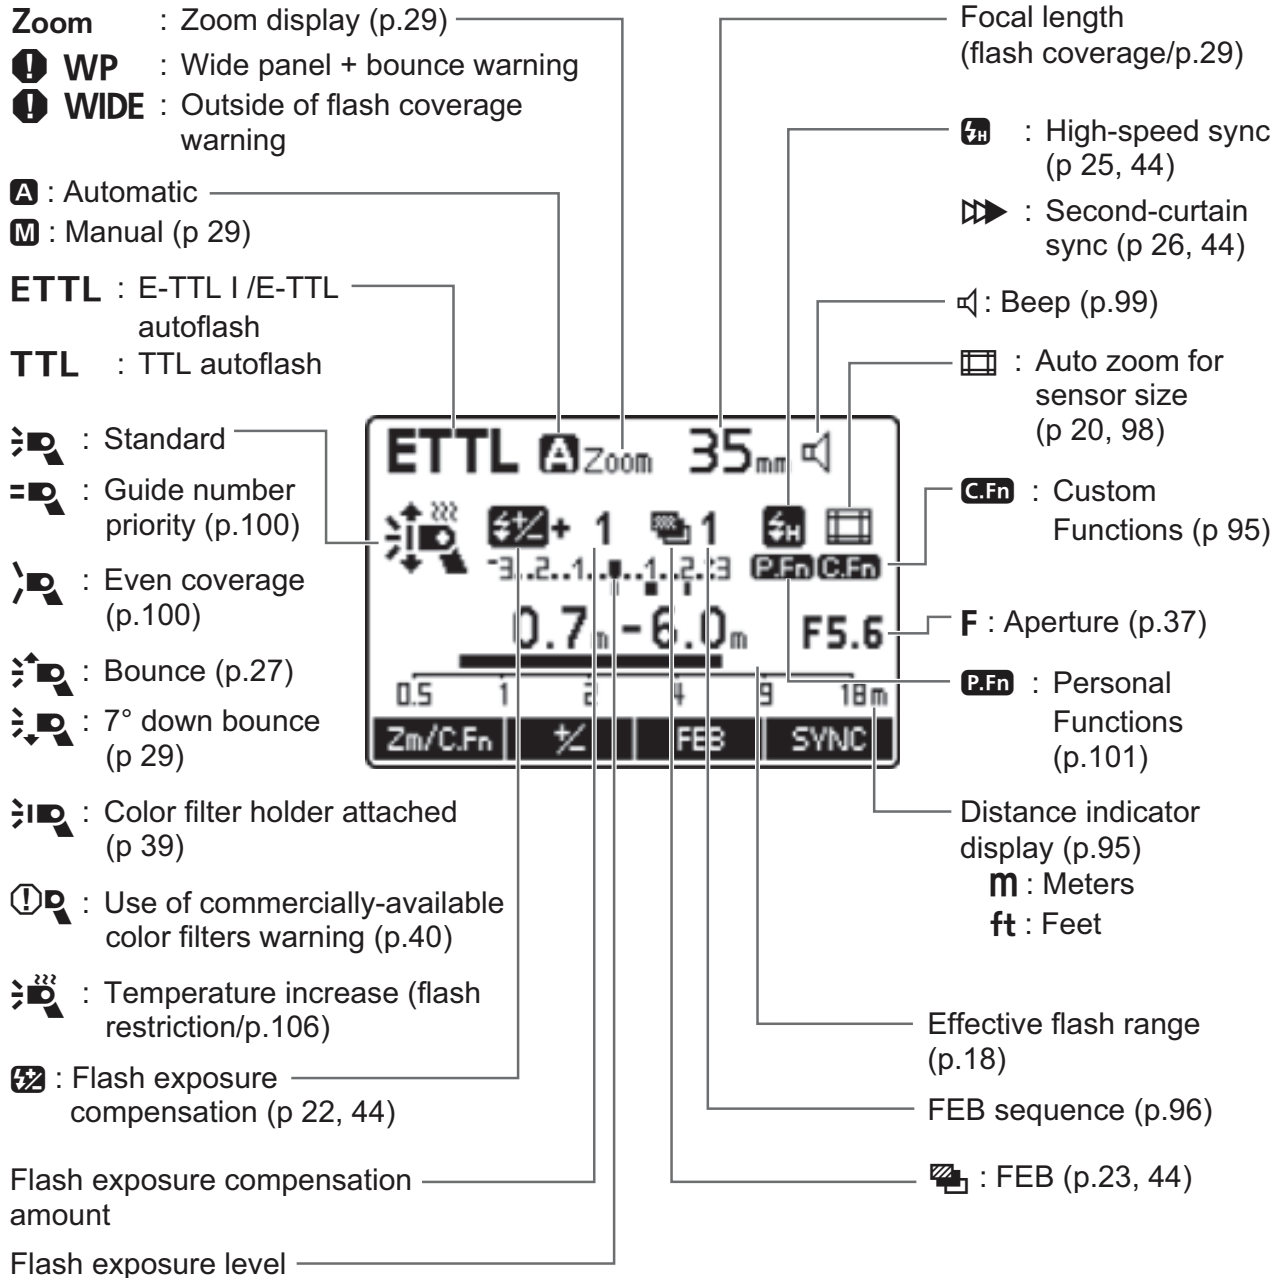 Zoom : Zoom display (p.29)
! WP : Wide panel + bounce warning
! WIDE : Outside of flash coverage
warning
A : Automatic
M : Manual (p 29)
ETTL : E-TTL I /E-TTL
autoflash
TTL : TTL autoflash
: Standard
: Guide number
priority (p.100)
: Even coverage
(p.100)
: Bounce (p.27)
: 7° down bounce
(p 29)
: Color filter holder attached
(p 39)
: Use of commercially-available
color filters warning (p.40)
: Temperature increase (flash
restriction/p.106)
: Flash exposure
compensation (p 22, 44)
Flash exposure compensation
amount
Flash exposure level
ETTL A Zoom 35mm
+ 1 1 H
-3..2..1..0..1..2.:3 P.Fn C.Fn
0.7m-6.0m F5.6
0.5 1 2 4 9 18m
Zm/C.Fn +/- FEB SYNC
Focal length
(flash coverage/p.29)
H : High-speed sync
(p 25, 44)
: Second-curtain
sync (p 26, 44)
: Beep (p.99)
: Auto zoom for
sensor size
(p 20, 98)
C.Fn : Custom
Functions (p 95)
F : Aperture (p.37)
P.Fn : Personal
Functions
(p.101)
Distance indicator
display (p.95)
m : Meters
ft : Feet
Effective flash range
(p.18)
FEB sequence (p.96)
: FEB (p.23, 44)